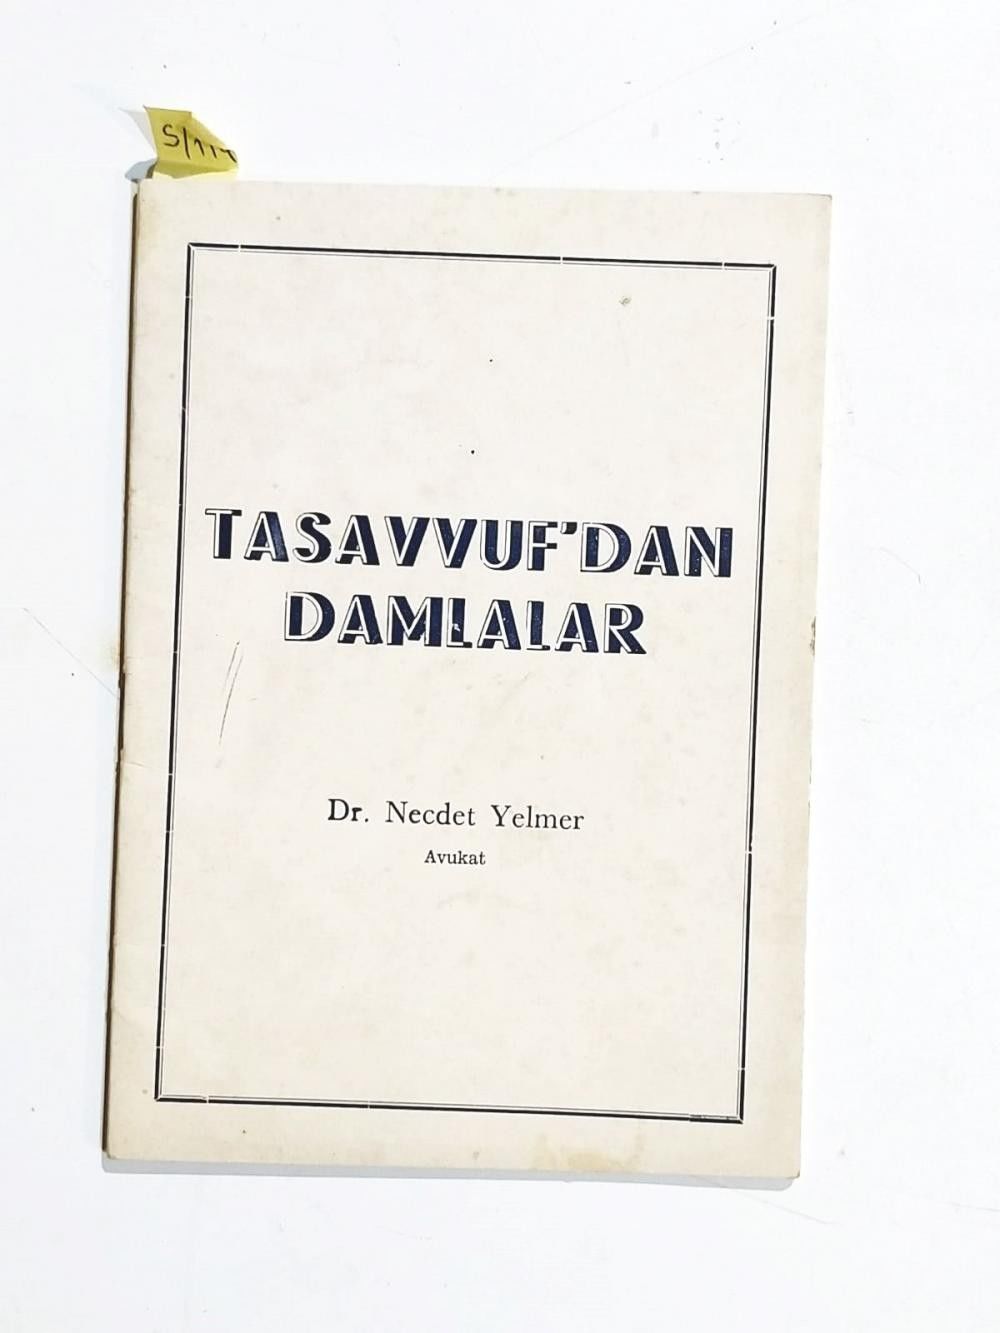 TASAVVUF'DAN
DAMLALAR
Dr. Necdet Yelmer
Avukat